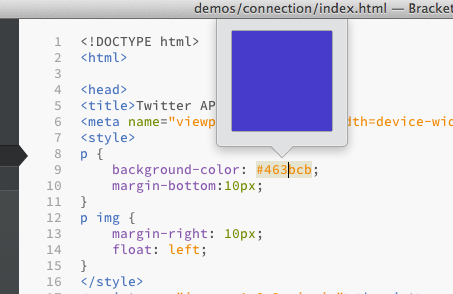 demos/connection/index.html — Bracket
1 <!DOCTYPE html>
2 <html>
3
4 <head>
5 <title>Twitter AP
6 <meta name="viewp dth=device-wid
7 <style>
8 p {
9 background-color: #463bcb;
10 margin-bottom:10px;
11 }
12 p img {
13 margin-right: 10px;
14 float: left;
15 }
16 </style>